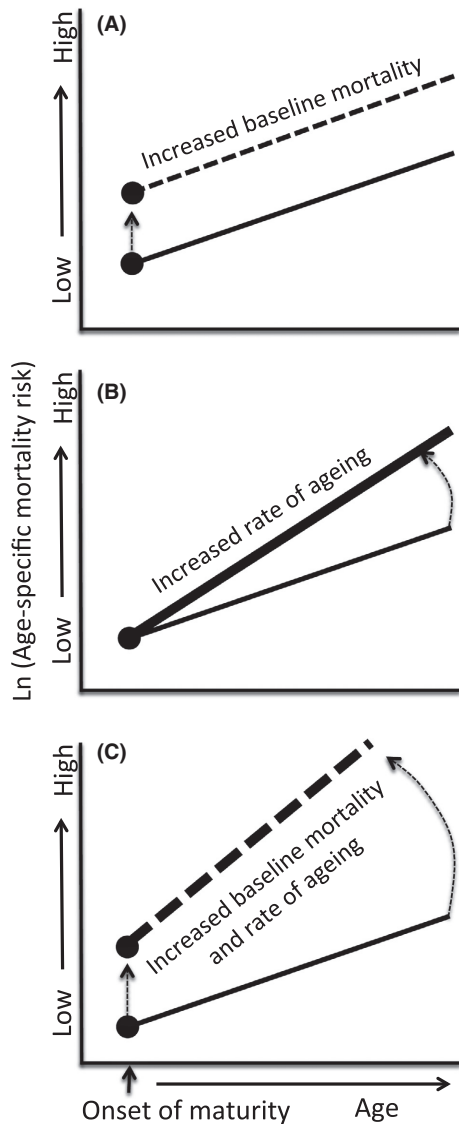 Ln (Age-specific mortality risk)
(A)
High
Low
Increased baseline mortality
(B)
High
Low
Increased rate of ageing
(C)
High
Low
Increased baseline mortality
and rate of ageing
Onset of maturity
Age